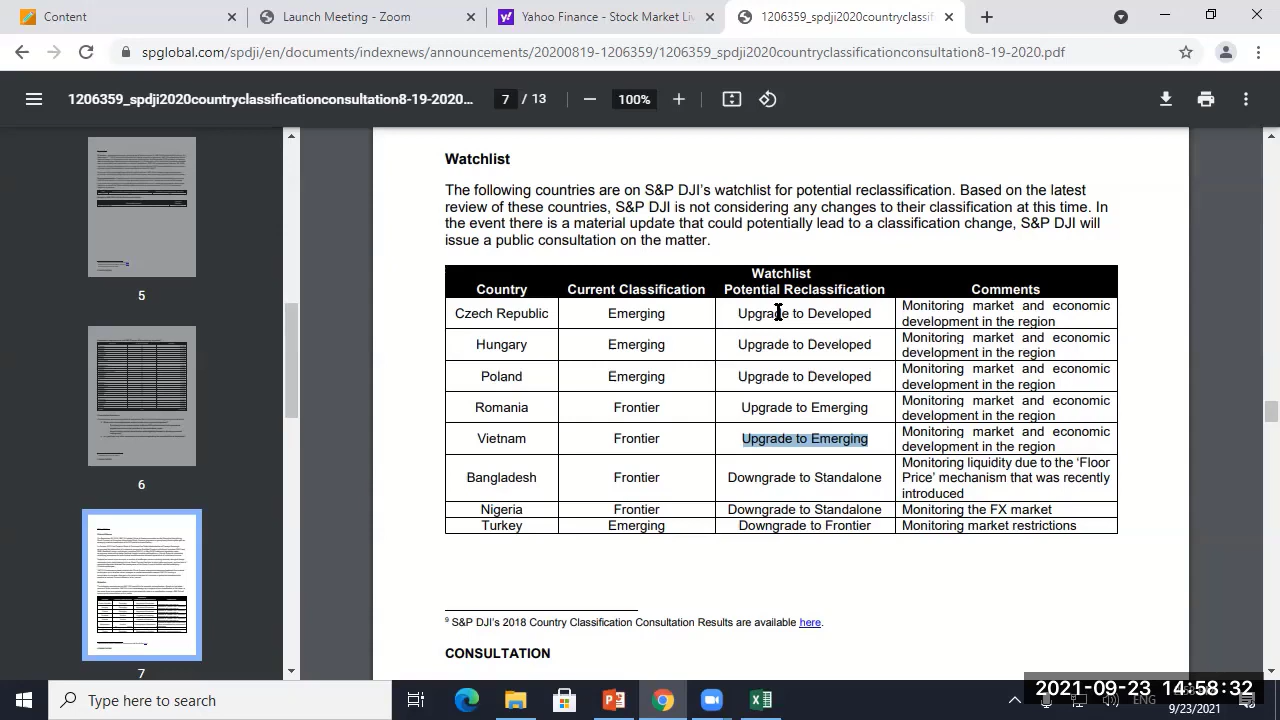 Content
Launch Meeting - Zoom
Yahoo Finance - Stock Market Li
1206359_spdji2020countryclassifi
spglobal.com/spdji/en/documents/indexnews/announcements/20200819-1206359/1206359_spdji2020countryclassificationconsultation8-19-2020.pdf
1206359_spdji2020countryclassificationconsultation8-19-2020...
7 / 13
100%
5
6
7
Watchlist
The following countries are on S&P DJI's watchlist for potential reclassification. Based on the latest
review of these countries, S&P DJI is not considering any changes to their classification at this time. In
the event there is a material update that could potentially lead to a classification change, S&P DJI will
issue a public consultation on the matter.
Watchlist
Country Current Classification Potential Reclassification Comments
Czech Republic Emerging Upgrade to Developed Monitoring market and economic
development in the region
Hungary Emerging Upgrade to Developed Monitoring market and economic
development in the region
Poland Emerging Upgrade to Developed Monitoring market and economic
development in the region
Romania Frontier Upgrade to Emerging Monitoring market and economic
development in the region
Vietnam Frontier Upgrade to Emerging Monitoring market and economic
development in the region
Bangladesh Frontier Downgrade to Standalone Monitoring liquidity due to the 'Floor
Price' mechanism that was recently
introduced
Nigeria Frontier Downgrade to Standalone Monitoring the FX market
Turkey Emerging Downgrade to Frontier Monitoring market restrictions
9 S&P DJI's 2018 Country Classification Consultation Results are available here.
CONSULTATION
Type here to search
2021-09-23 14:58:32
ENG
9/23/2021